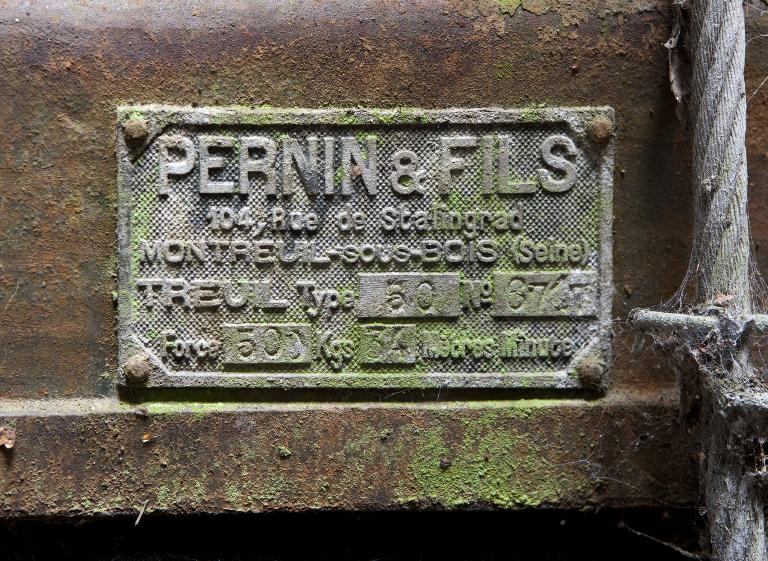 PERNIN & FILS
104, Rue de Stalingrad
MONTREUIL-SOUS-BOIS (Seine)
TREUIL Type 50 No
Force 500 Kgs 34 Mètres Minute